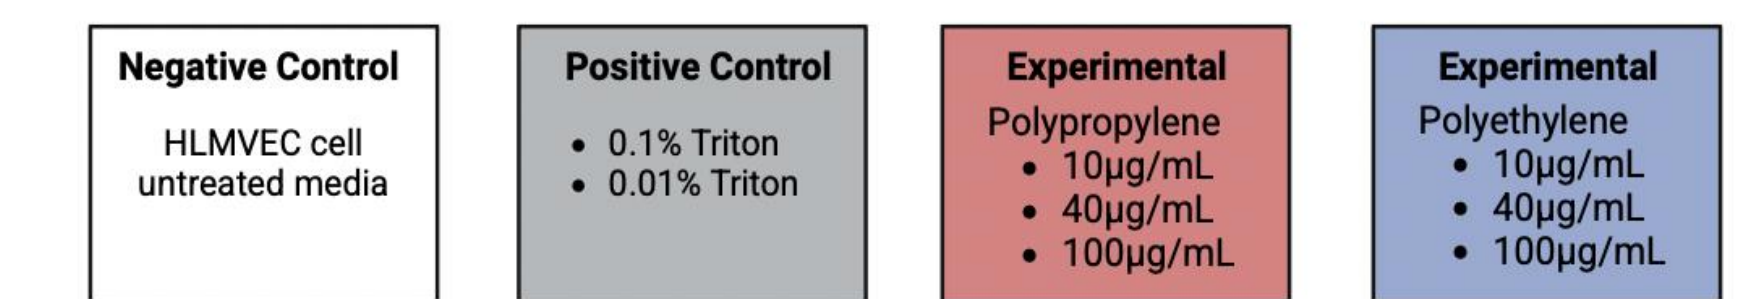 Negative Control
HLMVEC cell
untreated media
Positive Control
• 0.1% Triton
• 0.01% Triton
Experimental
Polypropylene
• 10µg/mL
• 40µg/mL
• 100µg/mL
Experimental
Polyethylene
• 10µg/mL
• 40µg/mL
• 100µg/mL